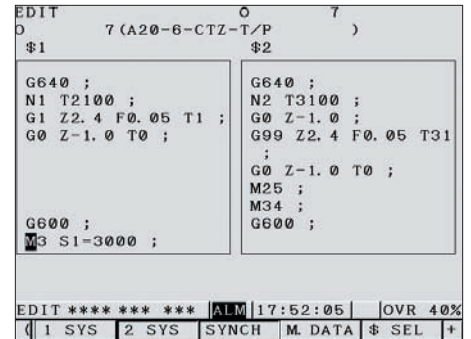 EDIT O 7
O 7(A20-6-CTZ-T/P )
$1 $2
G640 ;
N1 T2100 ;
G1 Z2.4 F0.05 T1 ;
G0 Z-1.0 T0 ;
G600 ;
M3 S1=3000 ;
G640 ;
N2 T3100 ;
G0 Z-1.0 ;
G99 Z2.4 F0.05 T31
;
G0 Z-1.0 T0 ;
M25 ;
M34 ;
G600 ;
EDIT **** *** *** ALM 17:52:05 OVR 40%
( 1 SYS 2 SYS SYNCH M.DATA $ SEL +